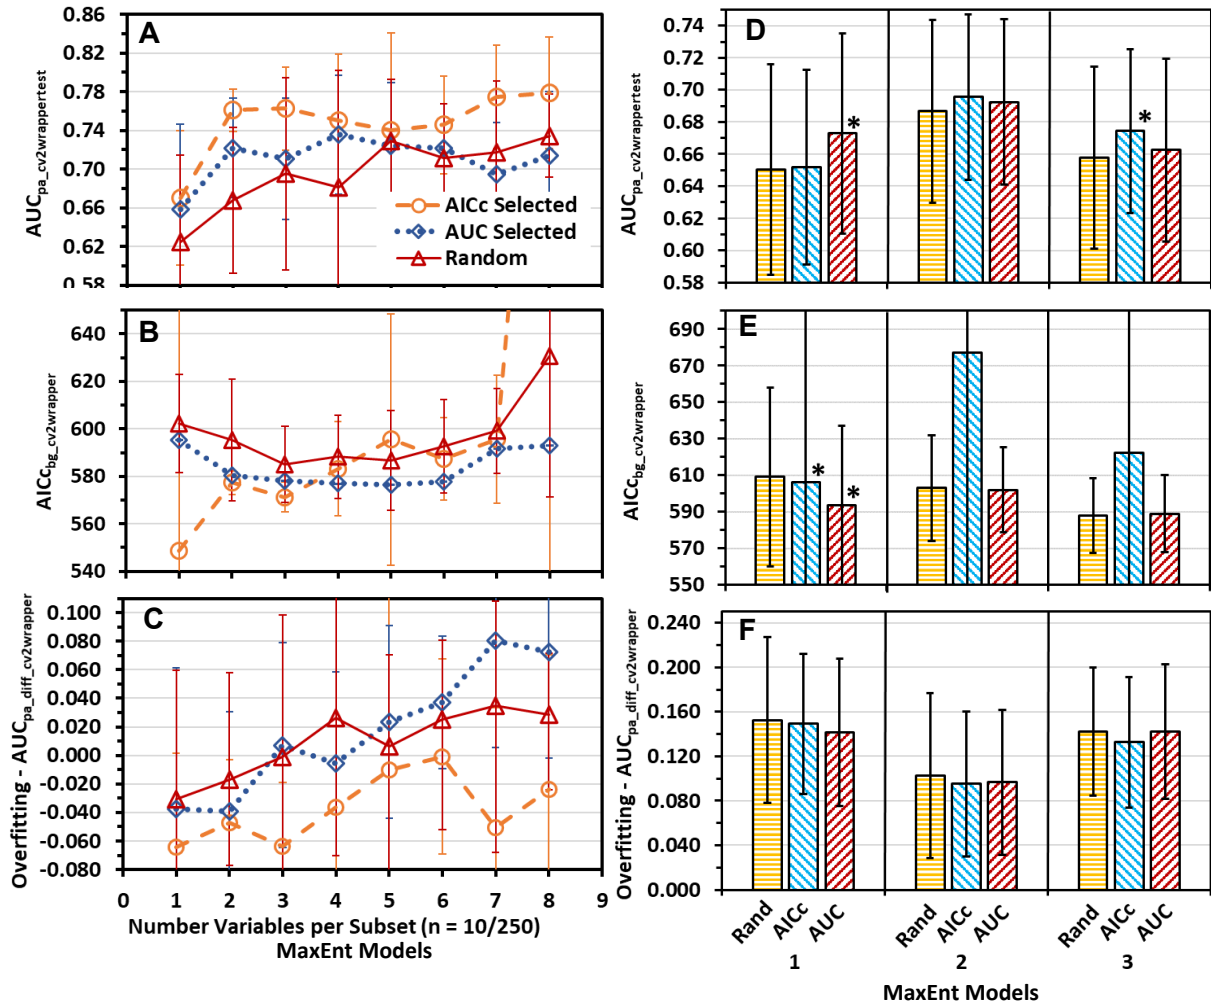 A
0.86
0.82
0.78
0.74
0.70
0.66
0.62
0.58
AUCpa_cv2wrappertest
AICc Selected
AUC Selected
Random
B
640
620
600
580
560
540
AICcbg_cv2wrapper
C
0.100
0.080
0.060
0.040
0.020
0.000
-0.020
-0.040
-0.060
-0.080
Overfitting - AUCpa_diff_cv2wrapper
0 1 2 3 4 5 6 7 8 9
Number Variables per Subset (n = 10/250)
MaxEnt Models
D
0.74
0.72
0.70
0.68
0.66
0.64
0.62
0.60
0.58
AUCpa_cv2wrappertest
*
*
E
690
670
650
630
610
590
570
550
AICcbg_cv2wrapper
*
*
F
0.240
0.200
0.160
0.120
0.080
0.040
0.000
Overfitting - AUCpa_diff_cv2wrapper
Rand AICc AUC Rand AICc AUC Rand AICc AUC
1 2 3
MaxEnt Models